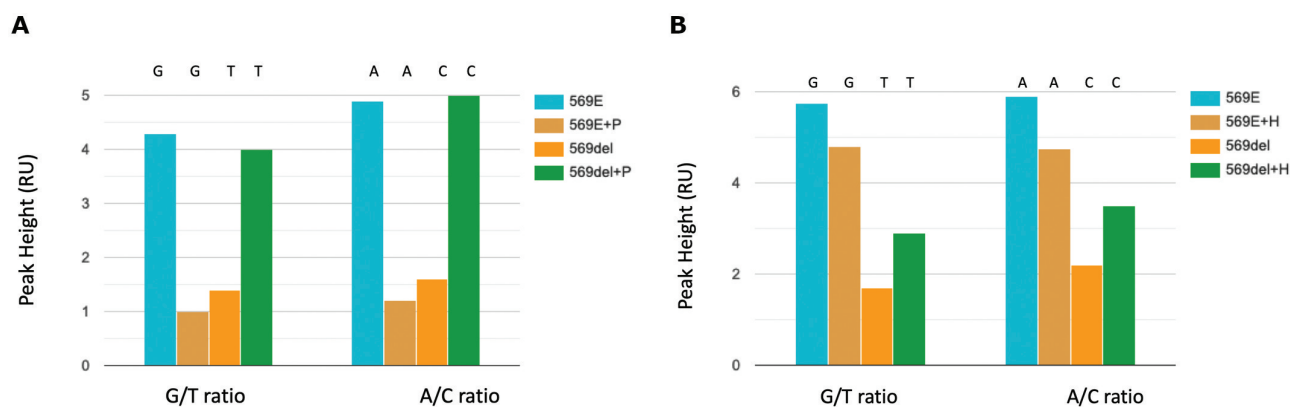 A
G G T T A A C C
Peak Height (RU)
5
4
3
2
1
0
G/T ratio A/C ratio
569E
569E+P
569del
569del+P
B
G G T T A A C C
Peak Height (RU)
6
4
2
0
G/T ratio A/C ratio
569E
569E+H
569del
569del+H